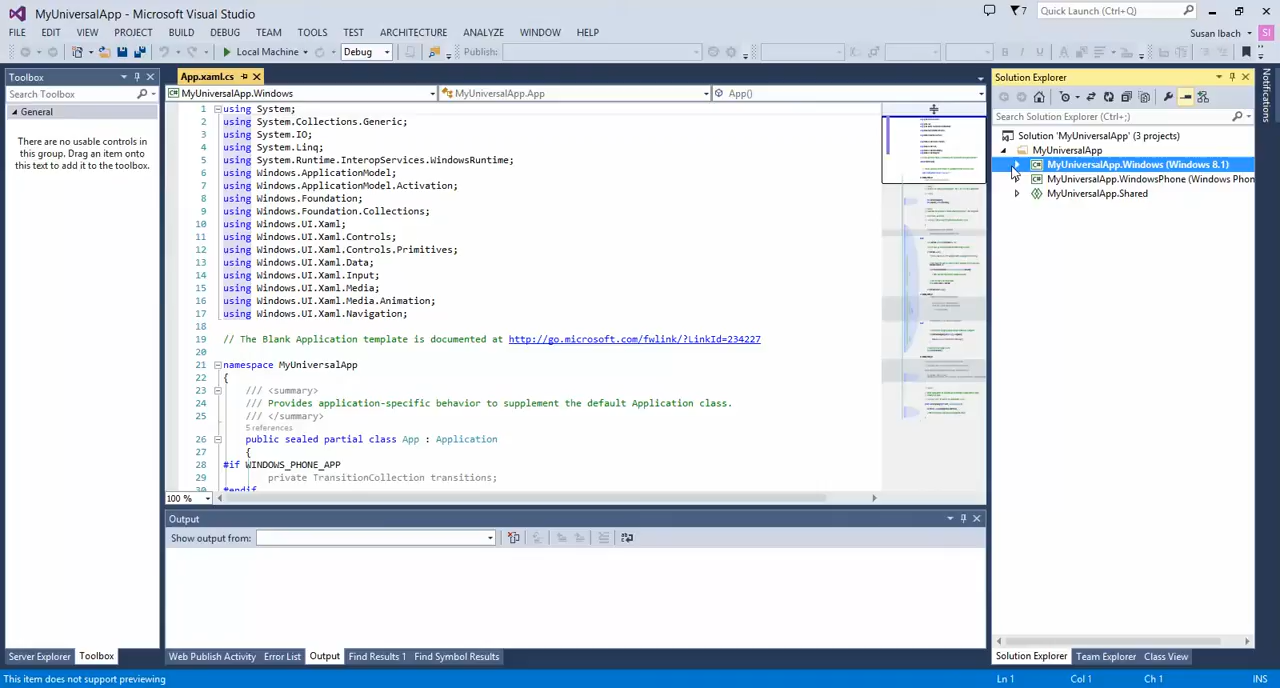 MyUniversalApp - Microsoft Visual Studio
7
Quick Launch (Ctrl+Q)
FILE EDIT VIEW PROJECT BUILD DEBUG TEAM TOOLS TEST ARCHITECTURE ANALYZE WINDOW HELP
Susan Ibach
SI
Local Machine
Debug
Publish:
Toolbox
Search Toolbox
General
There are no usable controls in
this group. Drag an item onto
this text to add it to the toolbox.
App.xaml.cs
MyUniversalApp.Windows
MyUniversalApp.App
App()
1 using System;
2 using System.Collections.Generic;
3 using System.IO;
4 using System.Linq;
5 using System.Runtime.InteropServices.WindowsRuntime;
6 using Windows.ApplicationModel;
7 using Windows.ApplicationModel.Activation;
8 using Windows.Foundation;
9 using Windows.Foundation.Collections;
10 using Windows.UI.Xaml;
11 using Windows.UI.Xaml.Controls;
12 using Windows.UI.Xaml.Controls.Primitives;
13 using Windows.UI.Xaml.Data;
14 using Windows.UI.Xaml.Input;
15 using Windows.UI.Xaml.Media;
16 using Windows.UI.Xaml.Media.Animation;
17 using Windows.UI.Xaml.Navigation;
18
19 // The Blank Application template is documented at http://go.microsoft.com/fwlink/?LinkId=234227
20
21 namespace MyUniversalApp
22 {
23 /// <summary>
24 /// Provides application-specific behavior to supplement the default Application class.
25 /// </summary>
5 references
26 public sealed partial class App : Application
27 {
28 #if WINDOWS_PHONE_APP
29 private TransitionCollection transitions;
30 #endif
100 %
Output
Show output from:
Solution Explorer
Search Solution Explorer (Ctrl+;)
Solution 'MyUniversalApp' (3 projects)
MyUniversalApp
MyUniversalApp.Windows (Windows 8.1)
MyUniversalApp.WindowsPhone (Windows Phon
MyUniversalApp.Shared
Notifications
Server Explorer Toolbox
Web Publish Activity Error List Output Find Results 1 Find Symbol Results
Solution Explorer Team Explorer Class View
This item does not support previewing
Ln 1 Col 1 Ch 1 INS